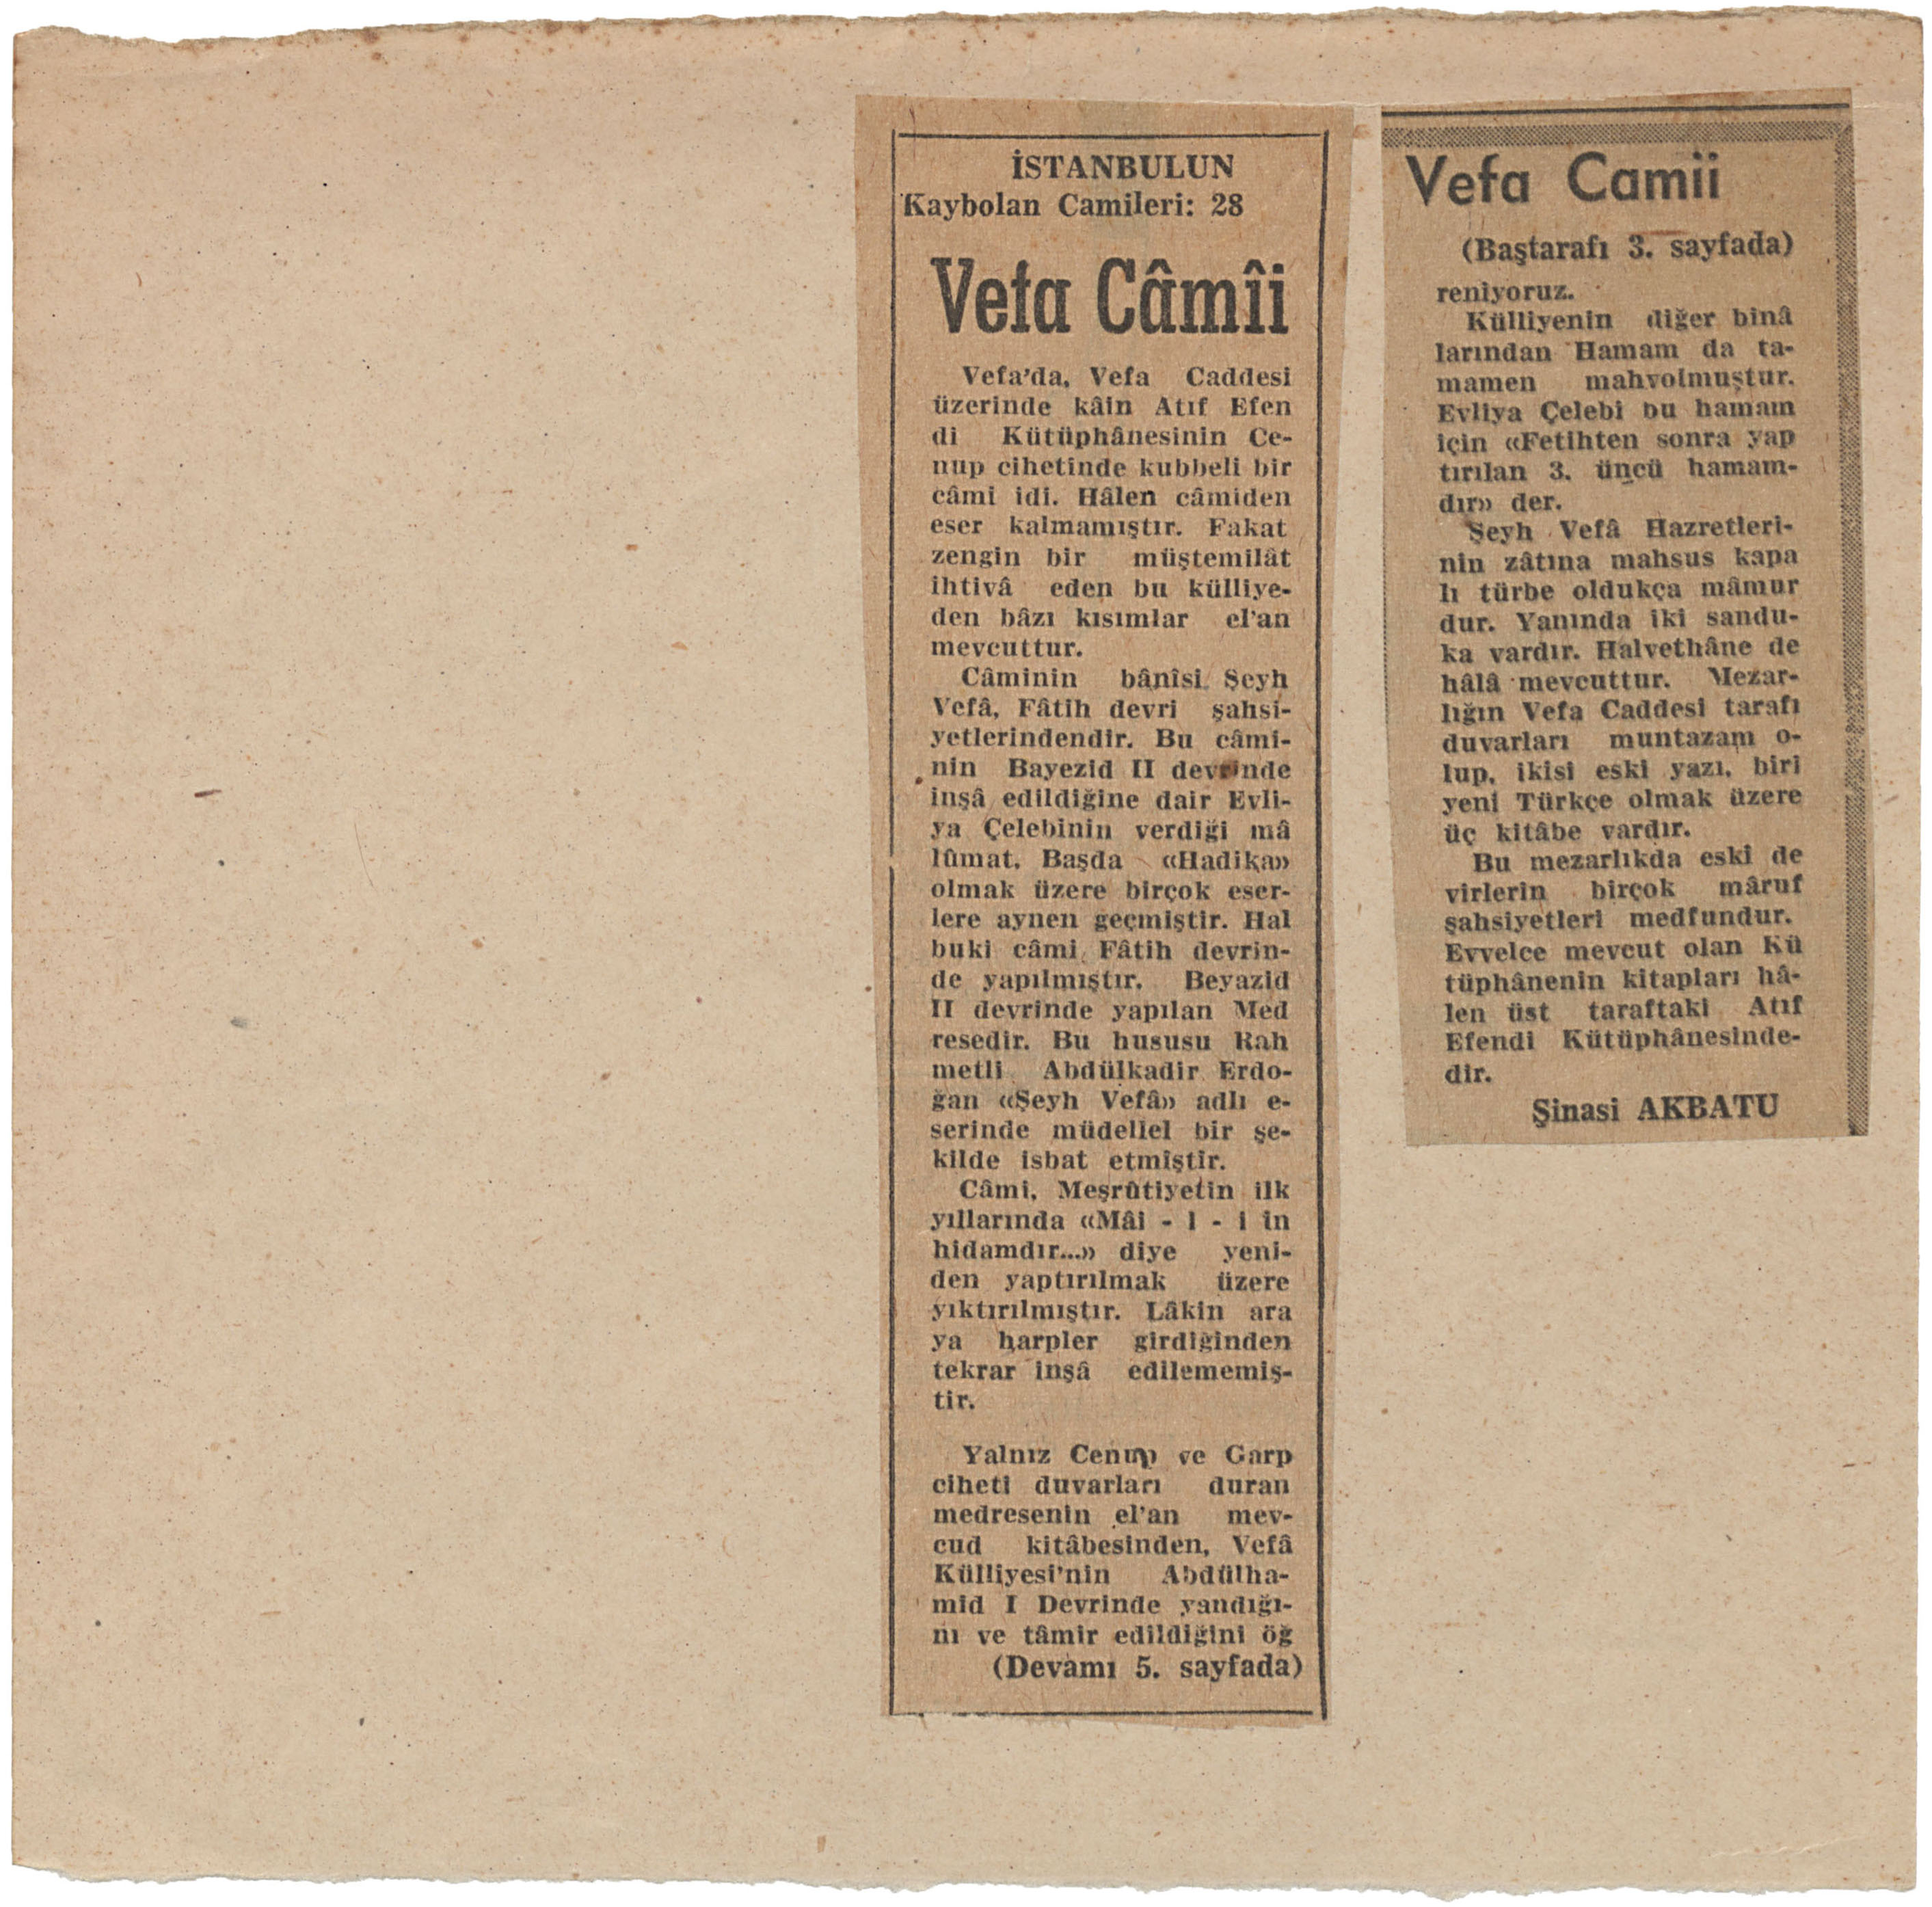 İSTANBULUN
Kaybolan Camileri: 28
Vefa Câmîi
Vefa'da, Vefa Caddesi
üzerinde kâin Atıf Efen
di Kütüphânesinin Ce-
nup cihetinde kubbeli bir
câmi idi. Hâlen câmiden
eser kalmamıştır. Fakat
zengin bir müştemilât
ihtivâ eden bu külliye-
den bâzı kısımlar el'an
mevcuttur.
Câminin bânîsi Şeyh
Vefâ, Fâtih devri şahsi-
yetlerindendir. Bu câmi-
nin Bayezid II devrinde
inşâ edildiğine dair Evli-
ya Çelebinin verdiği mâ
lûmat, Başda «Hadika»
olmak üzere birçok eser-
lere aynen geçmiştir. Hal
buki câmi Fâtih devrin-
de yapılmıştır. Beyazid
II devrinde yapılan Med
resedir. Bu hususu Rah
metli Abdülkadir Erdo-
ğan «Şeyh Vefâ» adlı e-
serinde müdellel bir şe-
kilde isbat etmiştir.
Câmi, Meşrûtiyetin ilk
yıllarında «Mâi - l - i in
hidamdır...» diye yeni-
den yaptırılmak üzere
yıktırılmıştır. Lâkin ara
ya harpler girdiğinden
tekrar inşâ edilememiş-
tir.
Yalnız Cenup ve Garp
ciheti duvarları duran
medresenin el'an mev-
cud kitâbesinden, Vefâ
Külliyesi'nin Abdülha-
mid I Devrinde yandığı-
nı ve tâmir edildiğini öğ
(Devamı 5. sayfada)
Vefa Camii
(Baştarafı 3. sayfada)
reniyoruz.
Külliyenin diğer binâ
larından Hamam da ta-
mamen mahvolmuştur.
Evliya Çelebi bu hamam
için «Fetihten sonra yap
tırılan 3. üncü hamam-
dır» der.
Şeyh Vefâ Hazretleri-
nin zâtına mahsus kapa
lı türbe oldukça mâmur
dur. Yanında iki sandu-
ka vardır. Halvethâne de
hâlâ mevcuttur. Mezar-
lığın Vefa Caddesi tarafı
duvarları muntazam o-
lup, ikisi eski yazı, biri
yeni Türkçe olmak üzere
üç kitâbe vardır.
Bu mezarlıkda eski de
virlerin birçok mâruf
şahsiyetleri medfundur.
Evvelce mevcut olan Kü
tüphânenin kitapları hâ-
len üst taraftaki Atıf
Efendi Kütüphânesinde-
dir.
Şinasi AKBATU